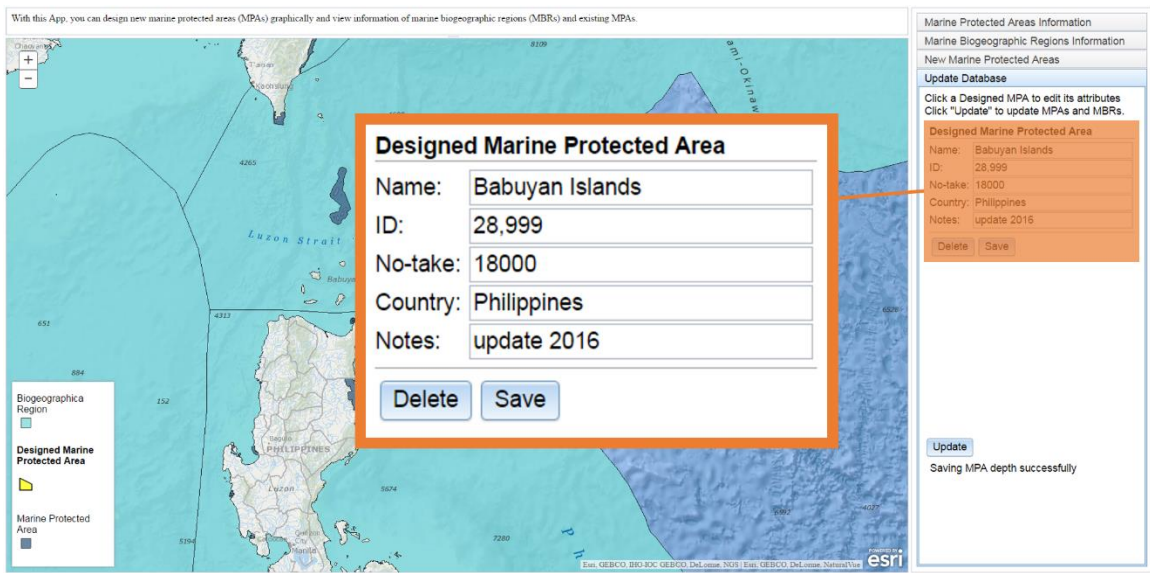 With this App, you can design new marine protected areas (MPAs) graphically and view information of marine biogeographic regions (MBRs) and existing MPAs.
+
−
8109
4265
Luzon Strait
4313
651
884
152
PHILIPPINES
Luzon
Manila
5194
5674
7280
6592
4027
6526
P h
Biogeographica
Region
Designed Marine
Protected Area
Marine Protected
Area
Designed Marine Protected Area
Name: Babuyan Islands
ID: 28,999
No-take: 18000
Country: Philippines
Notes: update 2016
Delete Save
Esri, GEBCO, IHO-IOC GEBCO, DeLorme, NGS | Esri, GEBCO, DeLorme, NaturalVue
POWERED BY
esri
Marine Protected Areas Information
Marine Biogeographic Regions Information
New Marine Protected Areas
Update Database
Click a Designed MPA to edit its attributes
Click "Update" to update MPAs and MBRs.
Designed Marine Protected Area
Name: Babuyan Islands
ID: 28,999
No-take: 18000
Country: Philippines
Notes: update 2016
Delete Save
Update
Saving MPA depth successfully